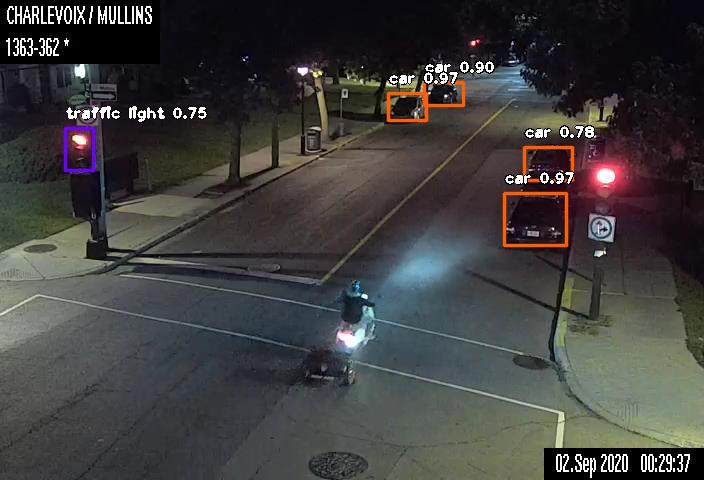 CHARLEVOIX / MULLINS
1363-362 *
car 0.90
car 0.97
traffic light 0.75
car 0.78
car 0.97
02.Sep 2020 00:29:37